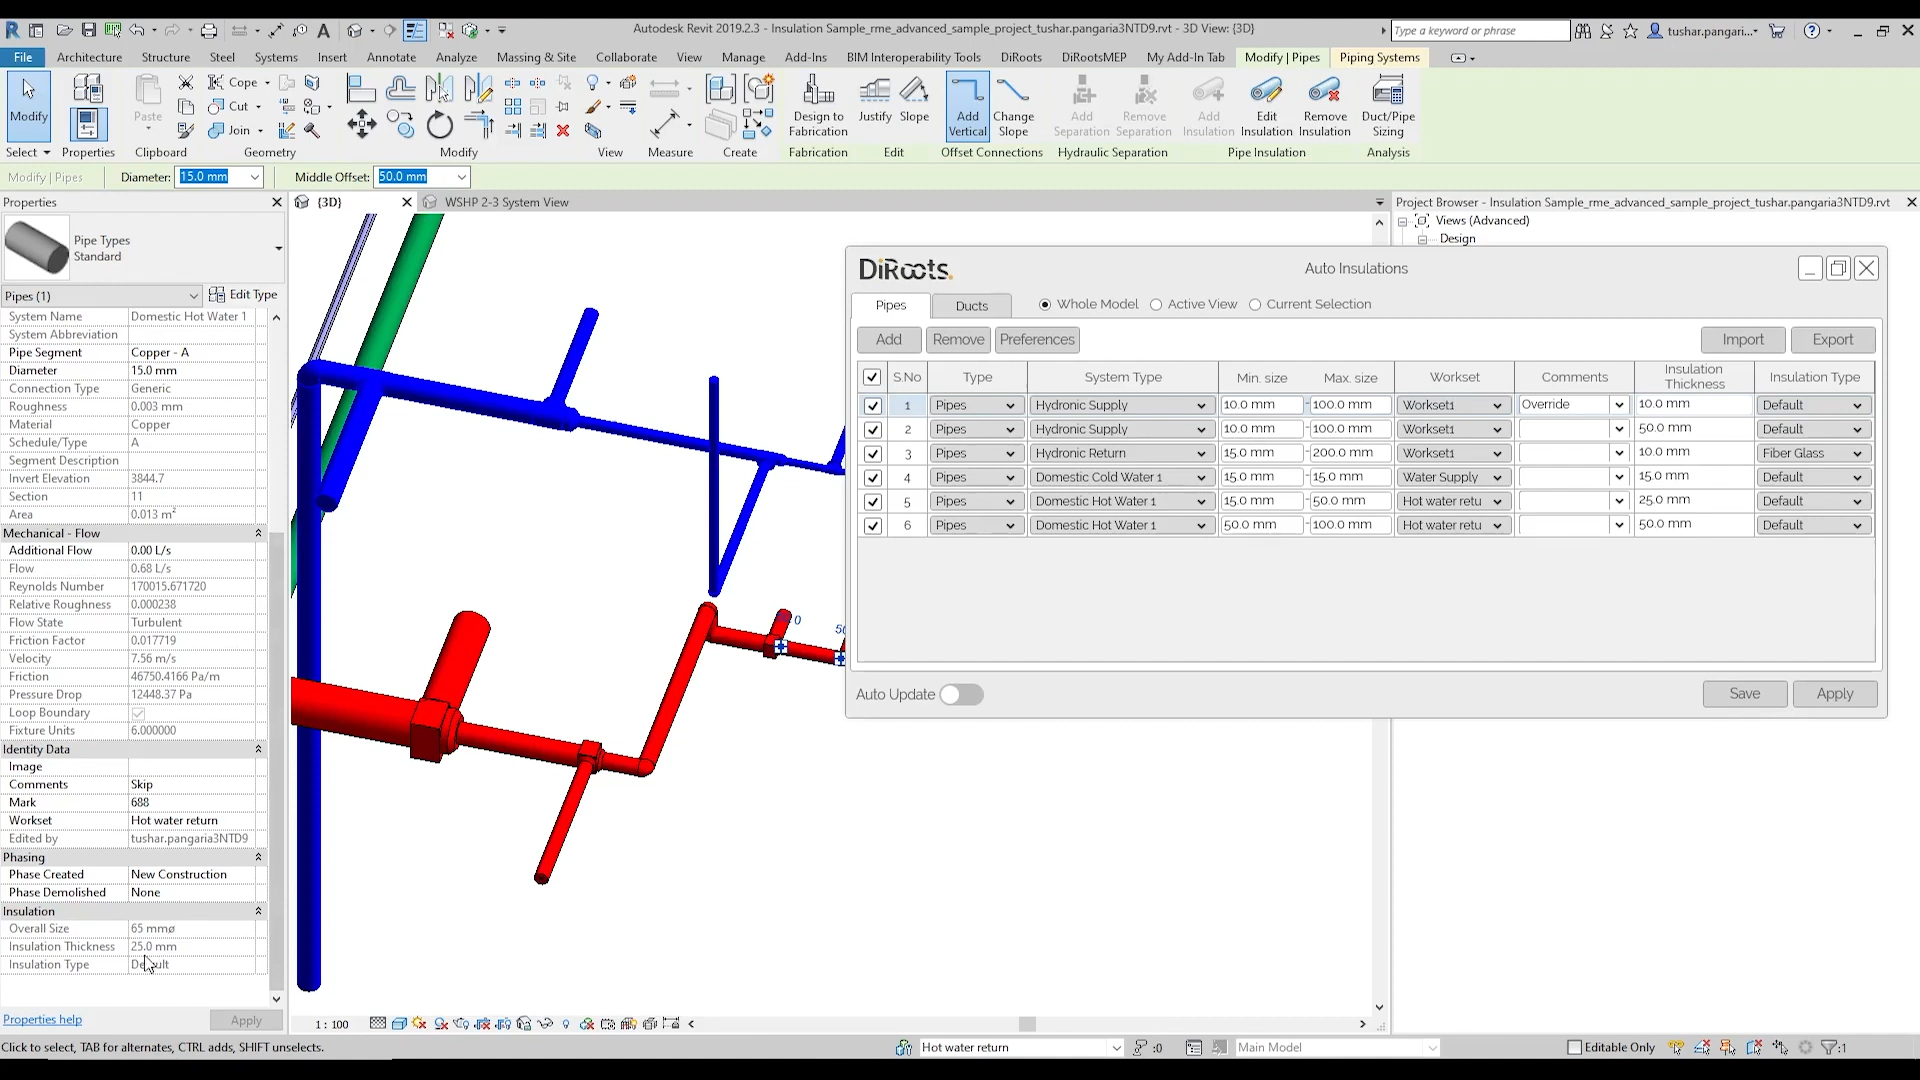 Autodesk Revit 2019.2.3 - Insulation Sample_rme_advanced_sample_project_tushar.pangaria3NTD9.rvt - 3D View: {3D}
Type a keyword or phrase
tushar.pangari...
File Architecture Structure Steel Systems Insert Annotate Analyze Massing & Site Collaborate View Manage Add-Ins BIM Interoperability Tools DiRoots DiRootsMEP My Add-In Tab Modify | Pipes Piping Systems
Modify
Paste
Cope
Cut
Join
Design to Fabrication
Justify
Slope
Add Vertical
Change Slope
Add Separation
Remove Separation
Add Insulation
Edit Insulation
Remove Insulation
Duct/Pipe Sizing
Select Properties Clipboard Geometry Modify View Measure Create Fabrication Edit Offset Connections Hydraulic Separation Pipe Insulation Analysis
Modify | Pipes Diameter: 15.0 mm Middle Offset: 50.0 mm
Properties
{3D}
WSHP 2-3 System View
Project Browser - Insulation Sample_rme_advanced_sample_project_tushar.pangaria3NTD9.rvt
Views (Advanced)
Design
Pipe Types
Standard
Pipes (1)
Edit Type
System Name Domestic Hot Water 1
System Abbreviation
Pipe Segment Copper - A
Diameter 15.0 mm
Connection Type Generic
Roughness 0.003 mm
Material Copper
Schedule/Type A
Segment Description
Invert Elevation 3844.7
Section 11
Area 0.013 m²
Mechanical - Flow
Additional Flow 0.00 L/s
Flow 0.68 L/s
Reynolds Number 170015.671720
Relative Roughness 0.000238
Flow State Turbulent
Friction Factor 0.017719
Velocity 7.56 m/s
Friction 46750.4166 Pa/m
Pressure Drop 12448.37 Pa
Loop Boundary
Fixture Units 6.000000
Identity Data
Image
Comments Skip
Mark 688
Workset Hot water return
Edited by tushar.pangaria3NTD9
Phasing
Phase Created New Construction
Phase Demolished None
Insulation
Overall Size 65 mmø
Insulation Thickness 25.0 mm
Insulation Type Default
Properties help
Apply
DiRoots.
Auto Insulations
Pipes Ducts Whole Model Active View Current Selection
Add Remove Preferences Import Export
S.No Type System Type Min. size Max. size Workset Comments Insulation Thickness Insulation Type
1 Pipes Hydronic Supply 10.0 mm - 100.0 mm Workset1 Override 10.0 mm Default
2 Pipes Hydronic Supply 10.0 mm - 100.0 mm Workset1 50.0 mm Default
3 Pipes Hydronic Return 15.0 mm - 200.0 mm Workset1 10.0 mm Fiber Glass
4 Pipes Domestic Cold Water 1 15.0 mm - 15.0 mm Water Supply 15.0 mm Default
5 Pipes Domestic Hot Water 1 15.0 mm - 50.0 mm Hot water retu 25.0 mm Default
6 Pipes Domestic Hot Water 1 50.0 mm - 100.0 mm Hot water retu 50.0 mm Default
Auto Update
Save Apply
1 : 100
Click to select, TAB for alternates, CTRL adds, SHIFT unselects.
Hot water return
:0
Main Model
Editable Only
:1